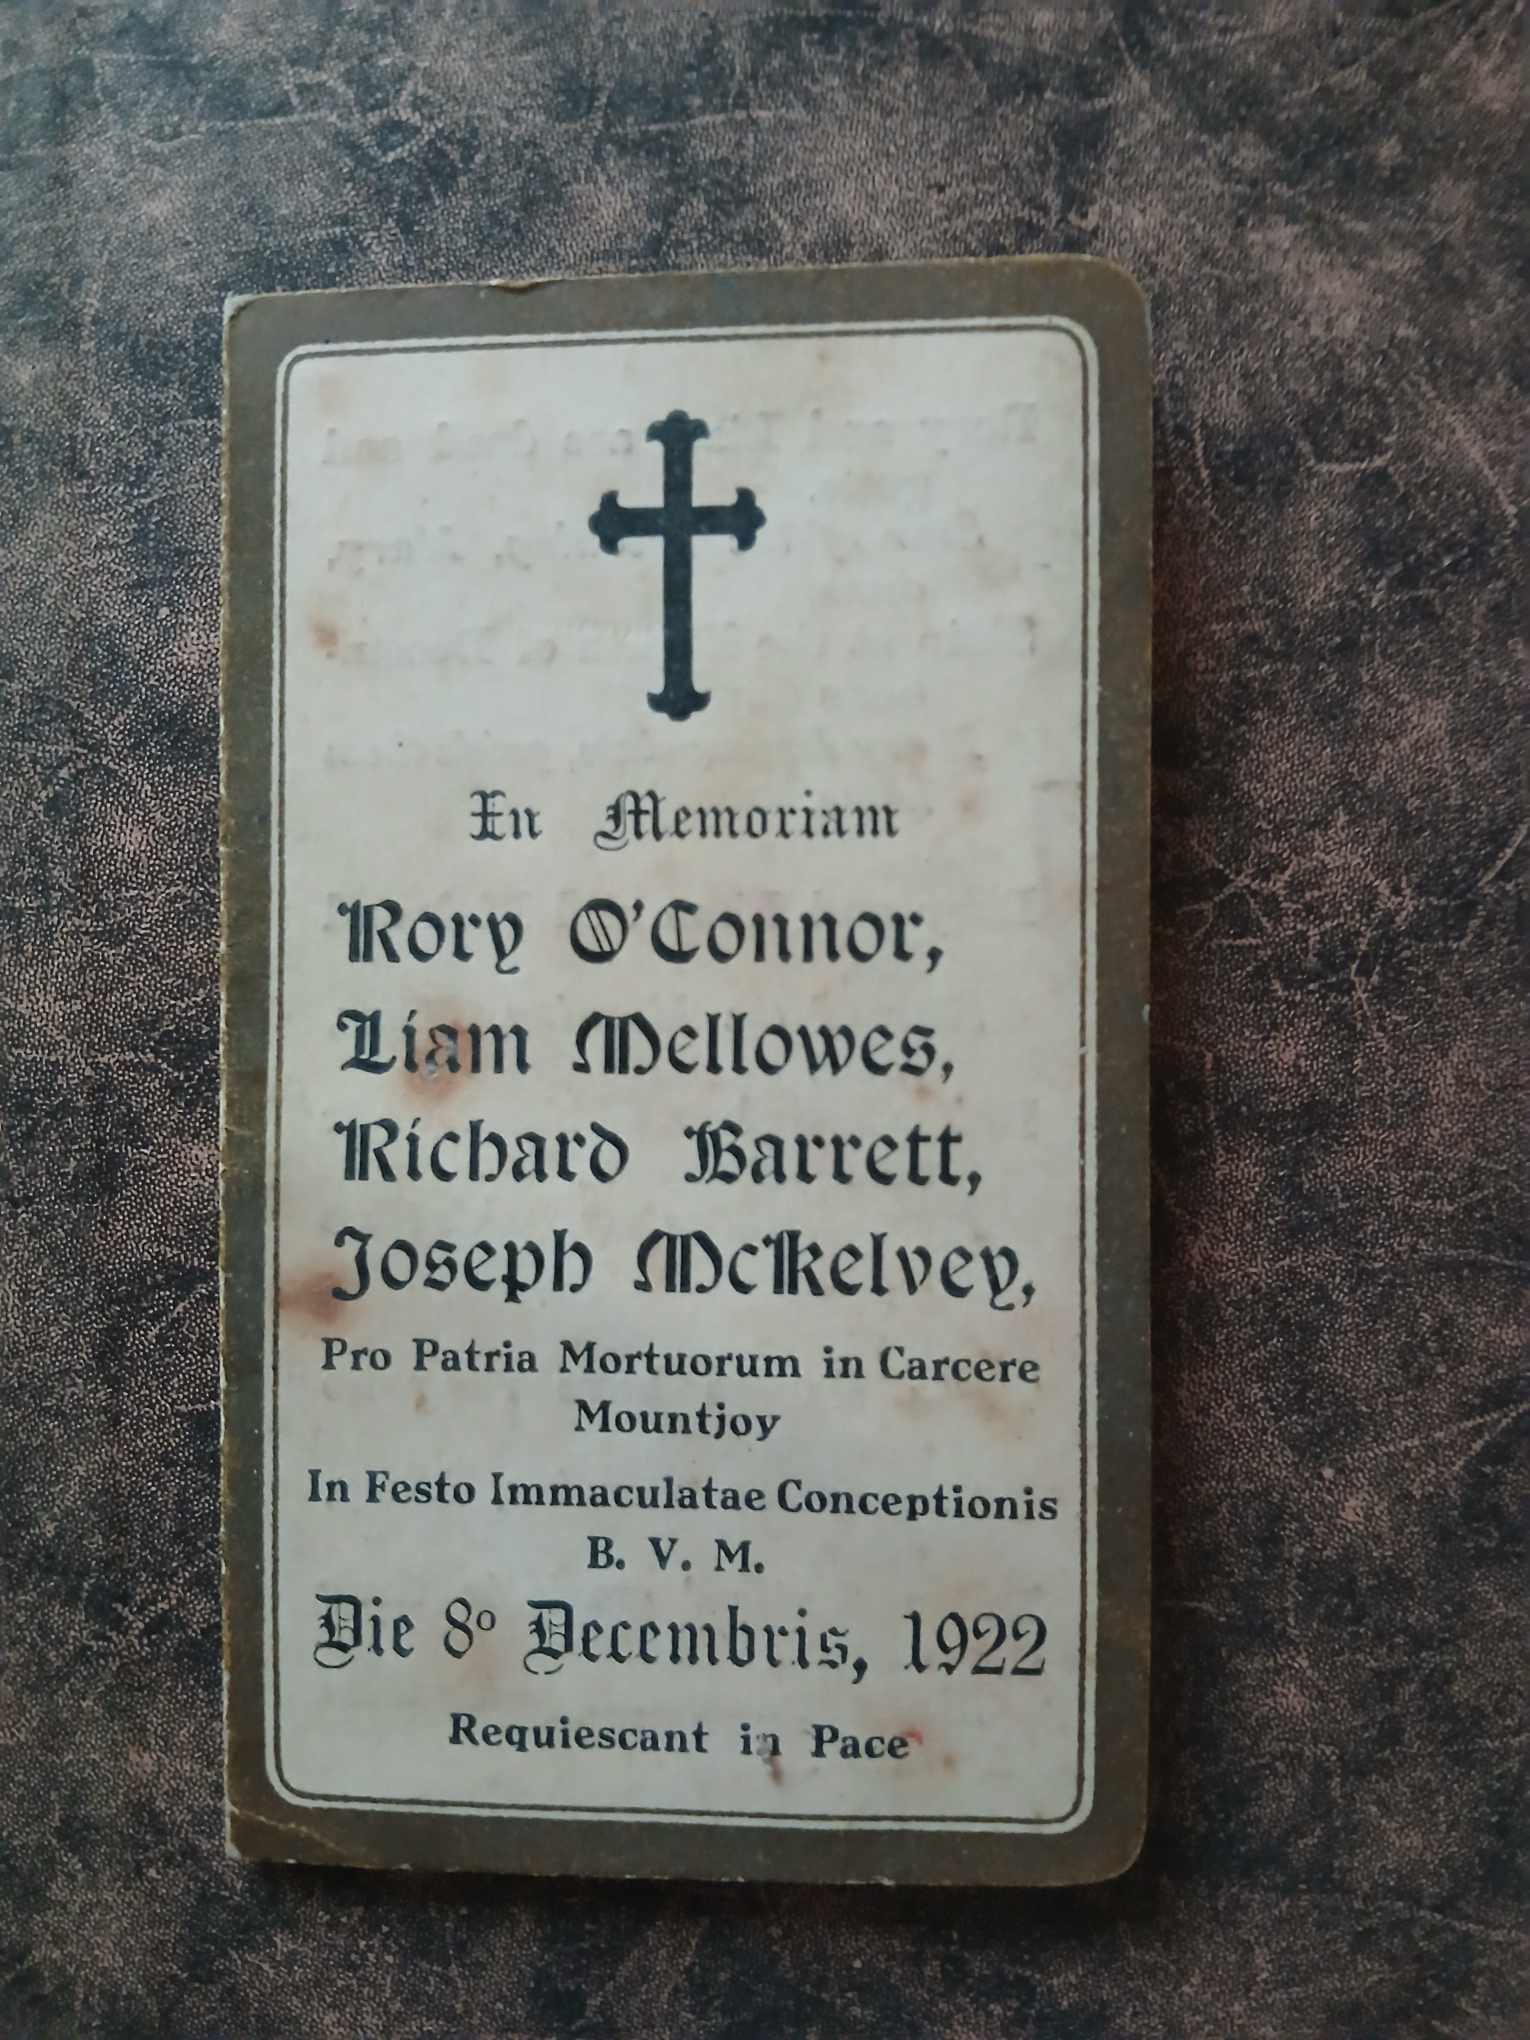 In Memoriam
Rory O'Connor,
Liam Mellowes,
Richard Barrett,
Joseph McKelvey,
Pro Patria Mortuorum in Carcere
Mountjoy
In Festo Immaculatae Conceptionis
B. V. M.
Die 8º Decembris, 1922
Requiescant in Pace